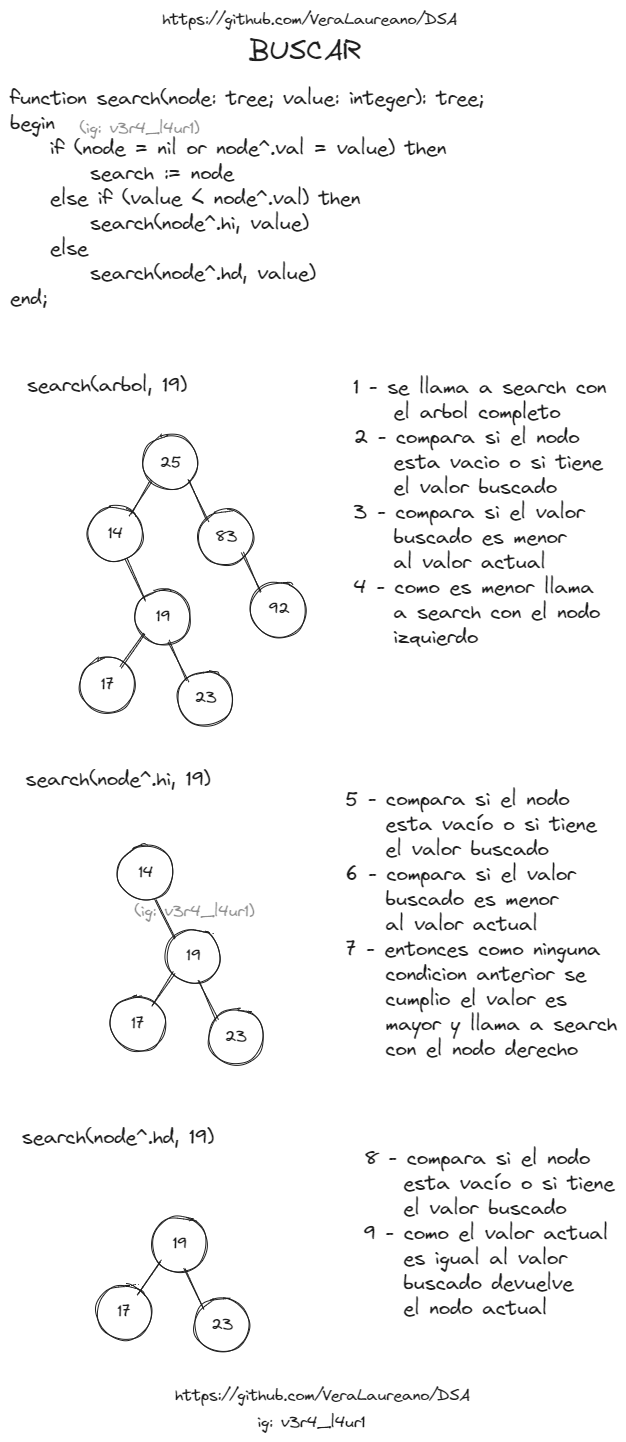 https://github.com/VeraLaureano/DSA
BUSCAR
function search(node: tree; value: integer): tree;
begin (ig: v3r4_l4ur1)
if (node = nil or node^.val = value) then
search := node
else if (value < node^.val) then
search(node^.hi, value)
else
search(node^.hd, value)
end;
search(arbol, 19)
25
14
83
19
92
17
23
1 - se llama a search con
el arbol completo
2 - compara si el nodo
esta vacio o si tiene
el valor buscado
3 - compara si el valor
buscado es menor
al valor actual
4 - como es menor llama
a search con el nodo
izquierdo
search(node^.hi, 19)
14
(ig: v3r4_l4ur1)
19
17
23
5 - compara si el nodo
esta vacío o si tiene
el valor buscado
6 - compara si el valor
buscado es menor
al valor actual
7 - entonces como ninguna
condicion anterior se
cumplio el valor es
mayor y llama a search
con el nodo derecho
search(node^.hd, 19)
19
17
23
8 - compara si el nodo
esta vacío o si tiene
el valor buscado
9 - como el valor actual
es igual al valor
buscado devuelve
el nodo actual
https://github.com/VeraLaureano/DSA
ig: v3r4_l4ur1